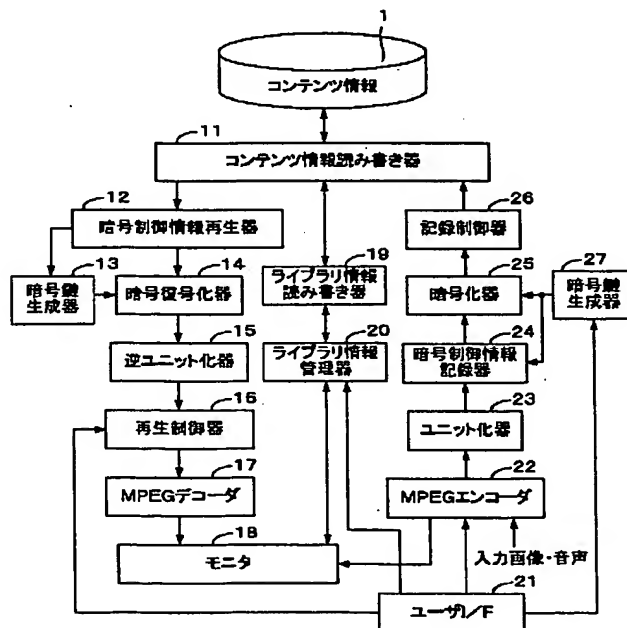 1
コンテンツ情報
11
コンテンツ情報読み書き器
12
暗号制御情報再生器
26
記録制御器
13
暗号鍵
生成器
14
暗号復号化器
19
ライブラリ情報
読み書き器
25
暗号化器
27
暗号鍵
生成器
15
逆ユニット化器
20
ライブラリ情報
管理器
24
暗号制御情報
記録器
16
再生制御器
23
ユニット化器
17
MPEGデコーダ
22
MPEGエンコーダ
18
モニタ
入力画像・音声
21
ユーザI/F